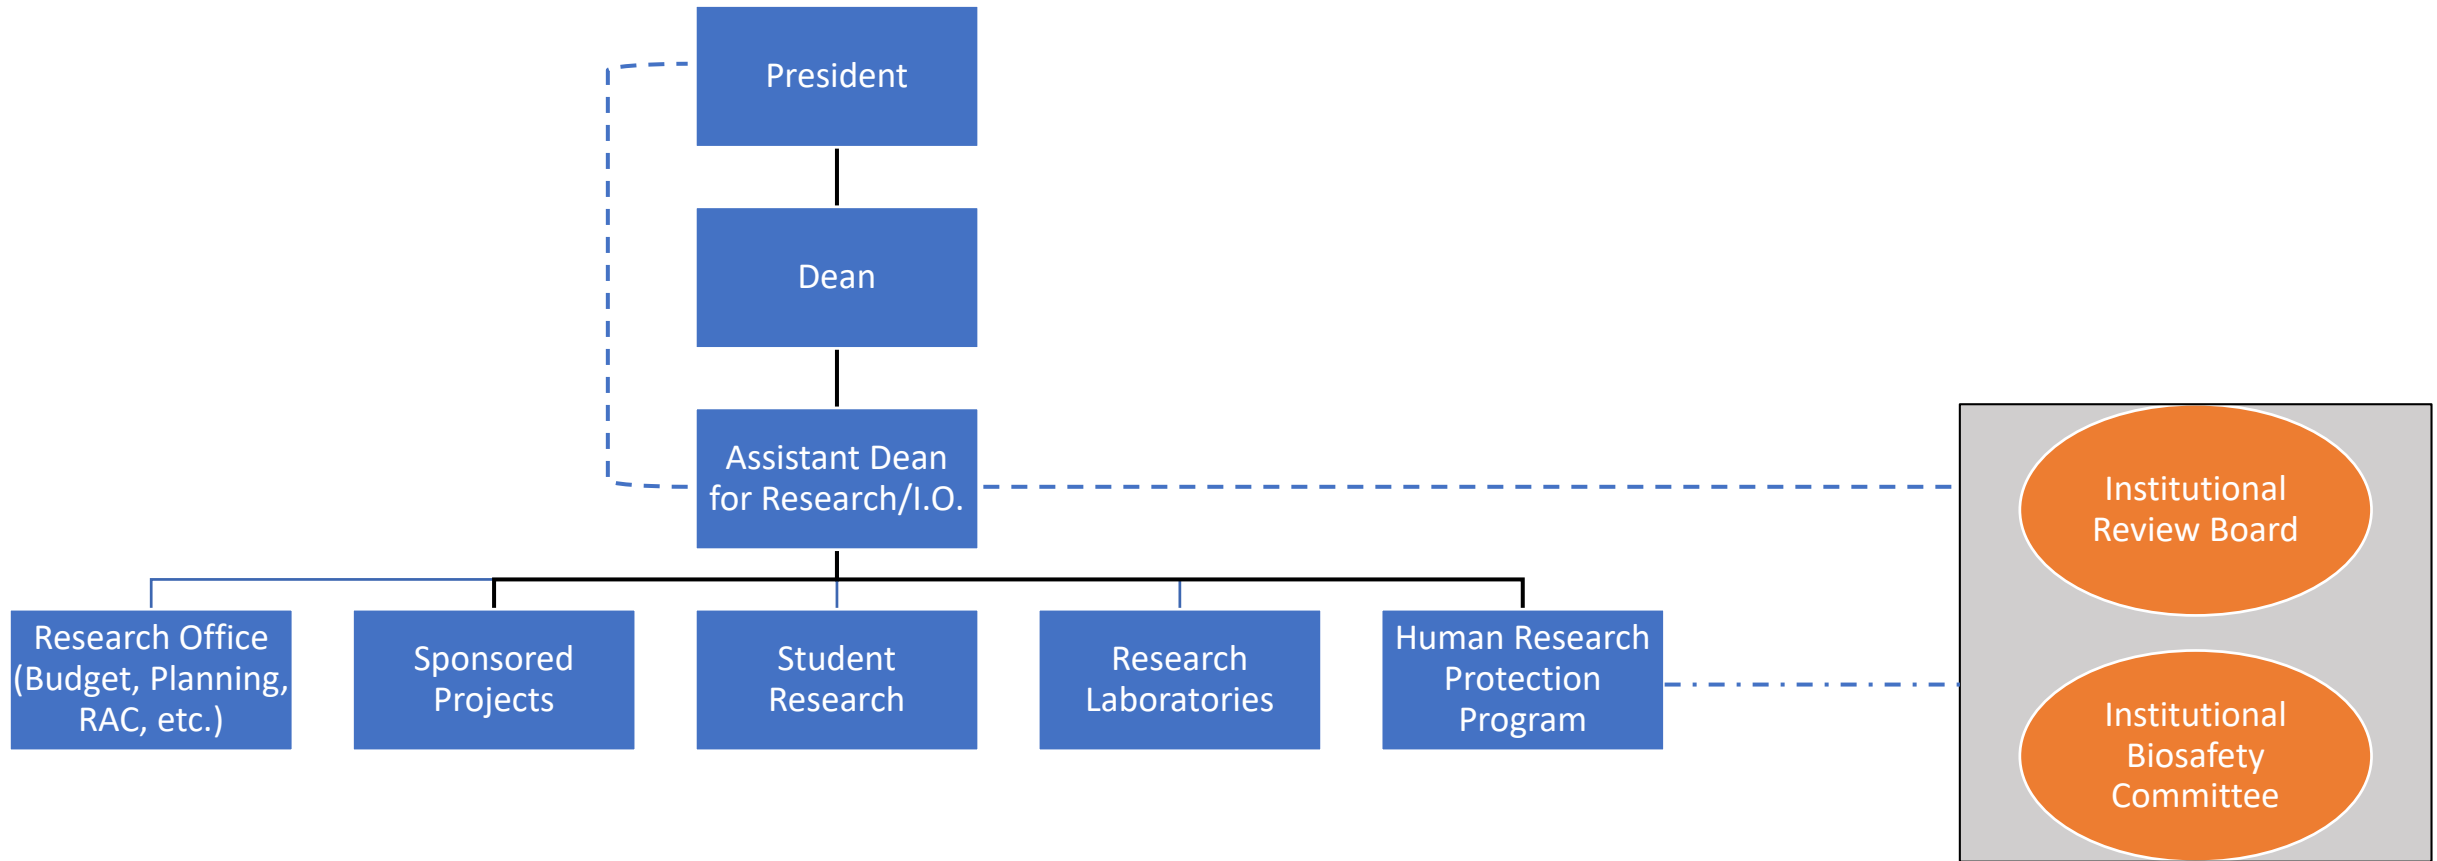 President
Dean
Assistant Dean
for Research/I.O.
Research Office
(Budget, Planning,
RAC, etc.)
Sponsored
Projects
Student
Research
Research
Laboratories
Human Research
Protection
Program
Institutional
Review Board
Institutional
Biosafety
Committee